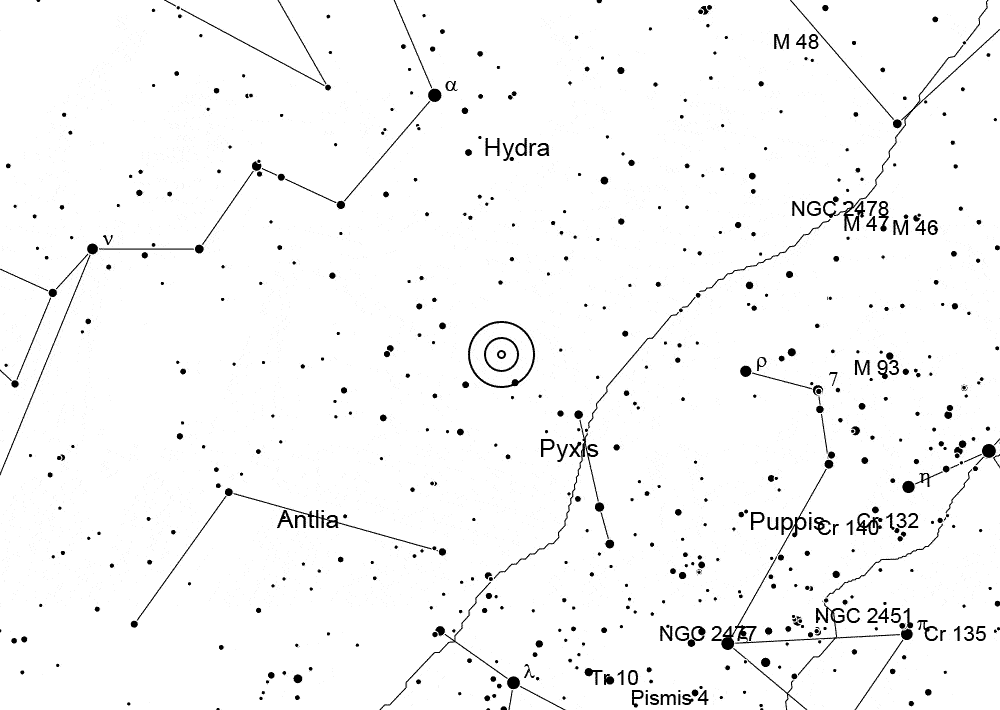 M 48
α
Hydra
NGC 2478
M 47
M 46
ν
ρ
M 93
7
Pyxis
η
Antlia
Puppis
Cr 140
Cr 132
NGC 2451
π
NGC 2477
Cr 135
λ
Tr 10
Pismis 4